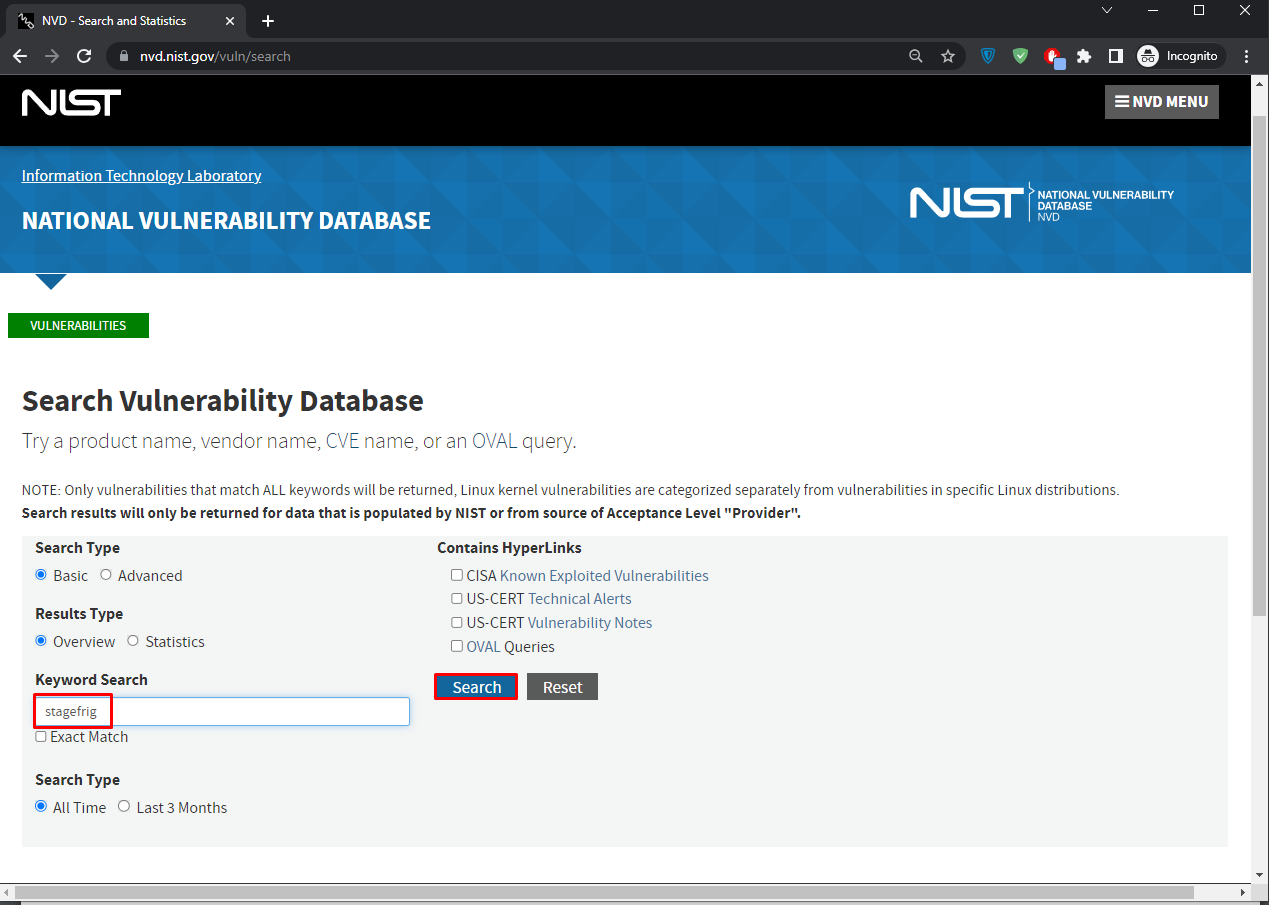 NVD - Search and Statistics
nvd.nist.gov/vuln/search
Incognito
NIST
NVD MENU
Information Technology Laboratory
NATIONAL VULNERABILITY DATABASE
NIST
NATIONAL VULNERABILITY
DATABASE
NVD
VULNERABILITIES
Search Vulnerability Database
Try a product name, vendor name, CVE name, or an OVAL query.
NOTE: Only vulnerabilities that match ALL keywords will be returned, Linux kernel vulnerabilities are categorized separately from vulnerabilities in specific Linux distributions.
Search results will only be returned for data that is populated by NIST or from source of Acceptance Level "Provider".
Search Type
Basic Advanced
Results Type
Overview Statistics
Keyword Search
stagefrig
Exact Match
Search Type
All Time Last 3 Months
Contains HyperLinks
CISA Known Exploited Vulnerabilities
US-CERT Technical Alerts
US-CERT Vulnerability Notes
OVAL Queries
Search Reset